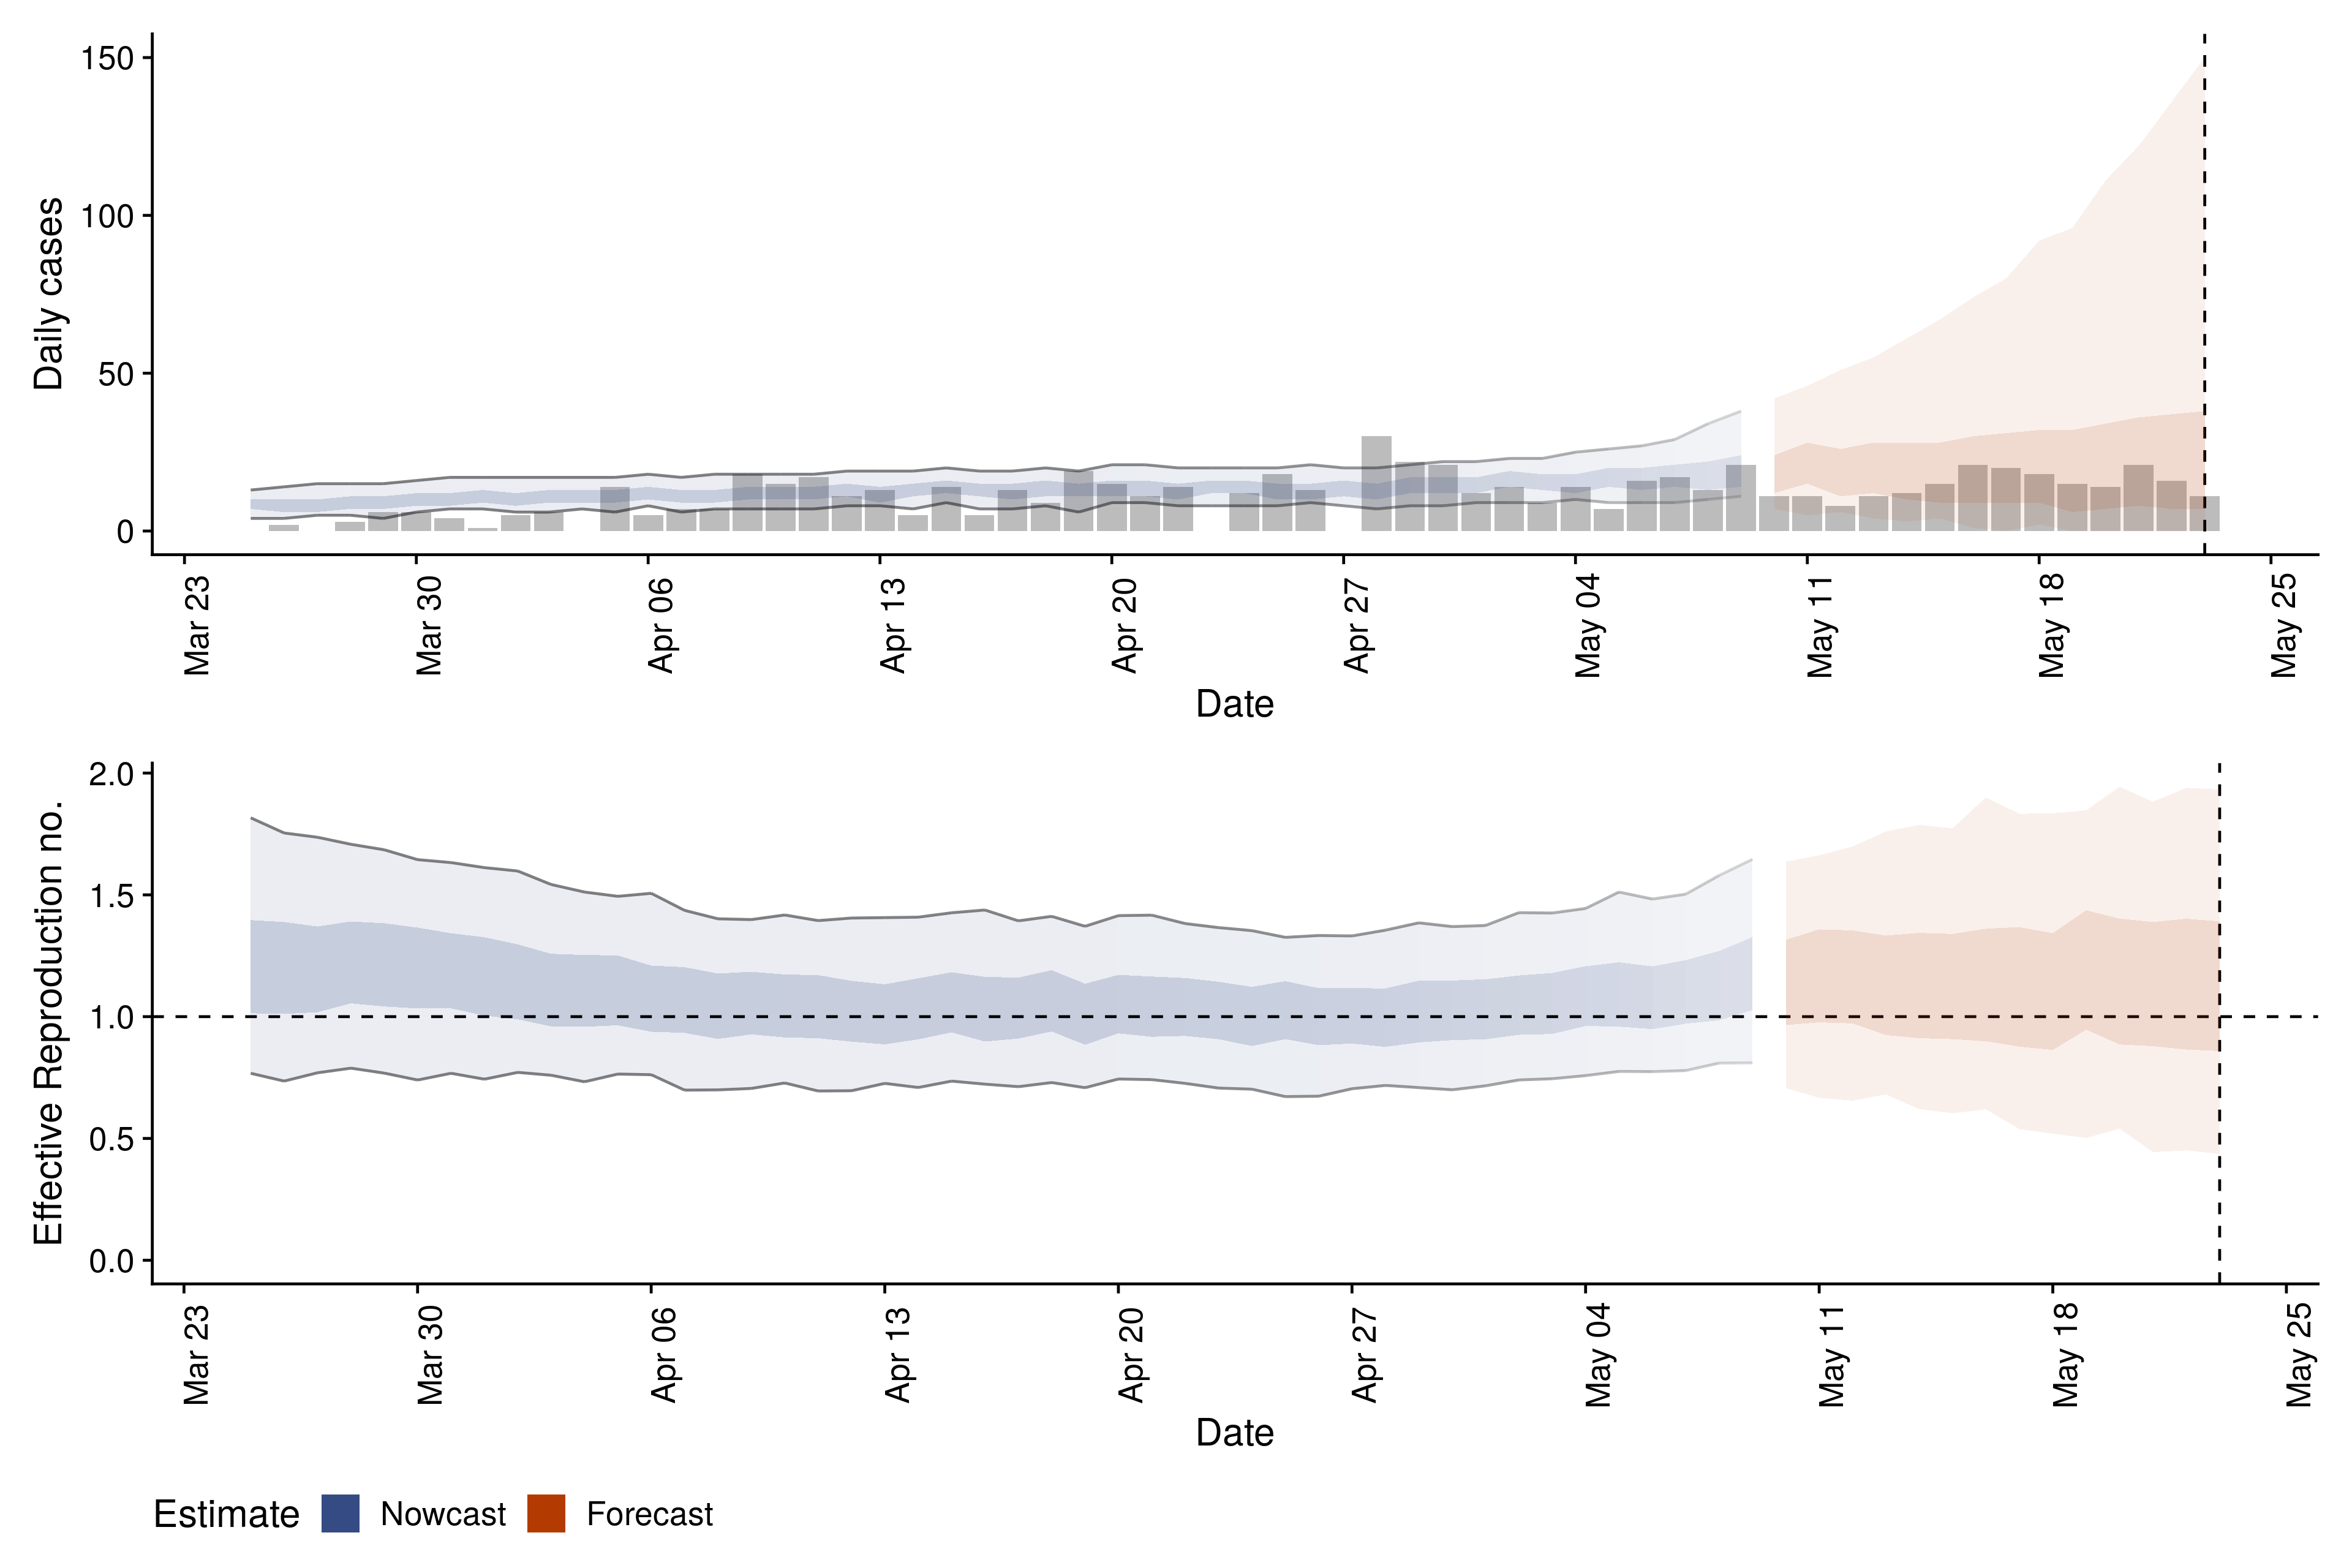 Daily cases
150
100
50
0
Mar 23
Mar 30
Apr 06
Apr 13
Apr 20
Apr 27
May 04
May 11
May 18
May 25
Date
Effective Reproduction no.
2.0
1.5
1.0
0.5
0.0
Mar 23
Mar 30
Apr 06
Apr 13
Apr 20
Apr 27
May 04
May 11
May 18
May 25
Date
Estimate Nowcast Forecast